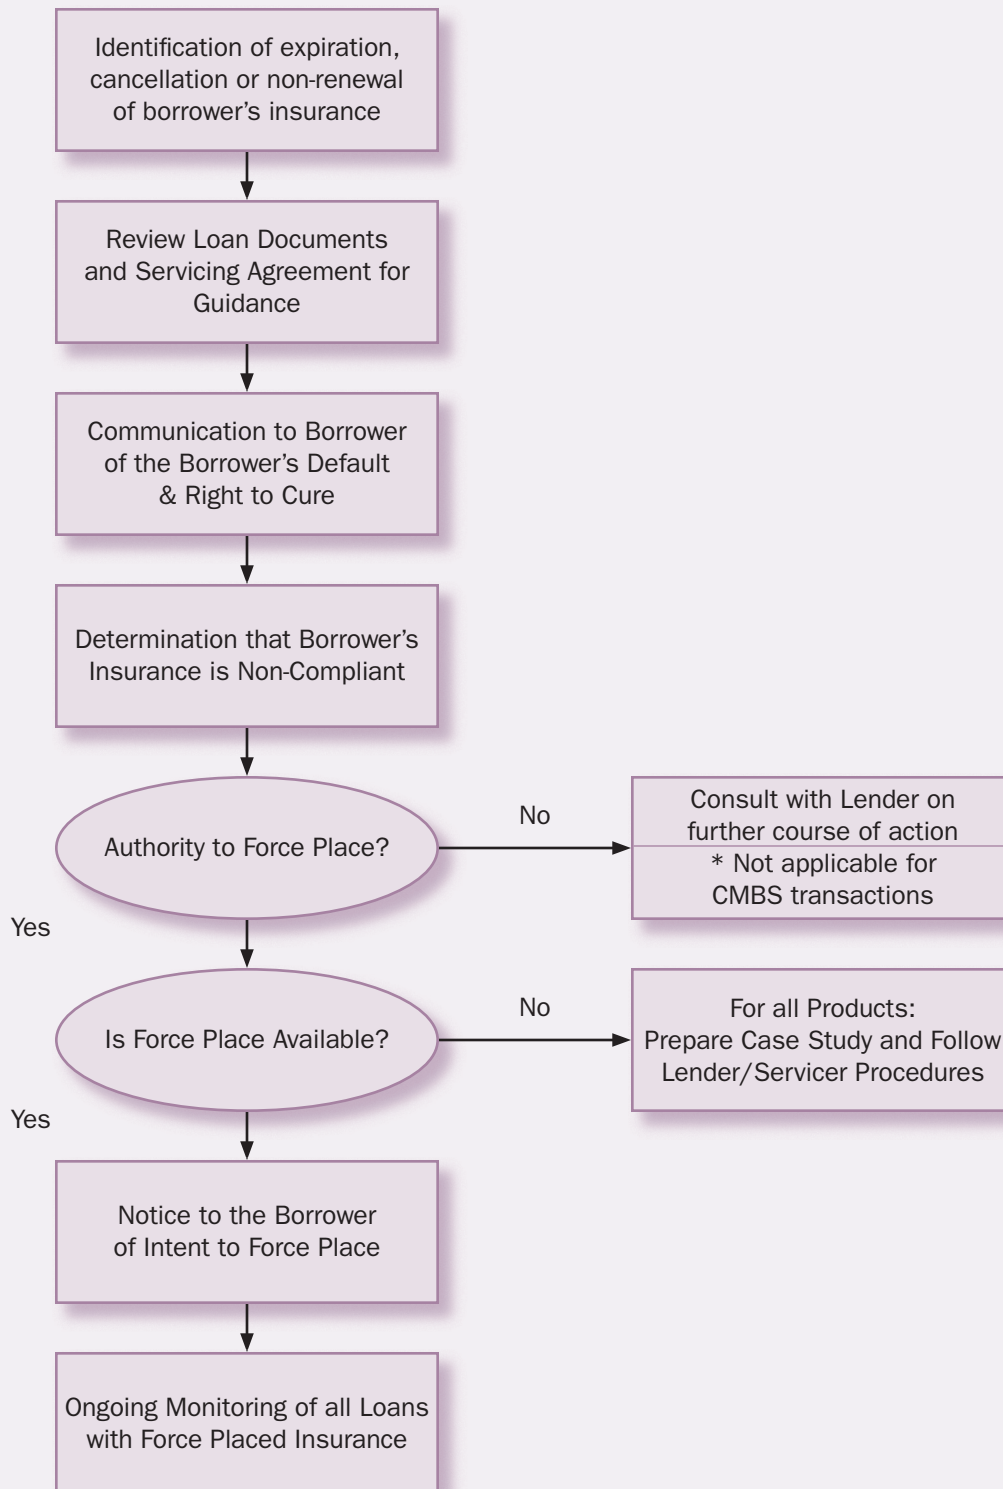 Identification of expiration,
cancellation or non-renewal
of borrower’s insurance
Review Loan Documents
and Servicing Agreement for
Guidance
Communication to Borrower
of the Borrower’s Default
& Right to Cure
Determination that Borrower’s
Insurance is Non-Compliant
Authority to Force Place?
No
Consult with Lender on
further course of action
* Not applicable for
CMBS transactions
Yes
Is Force Place Available?
No
For all Products:
Prepare Case Study and Follow
Lender/Servicer Procedures
Yes
Notice to the Borrower
of Intent to Force Place
Ongoing Monitoring of all Loans
with Force Placed Insurance